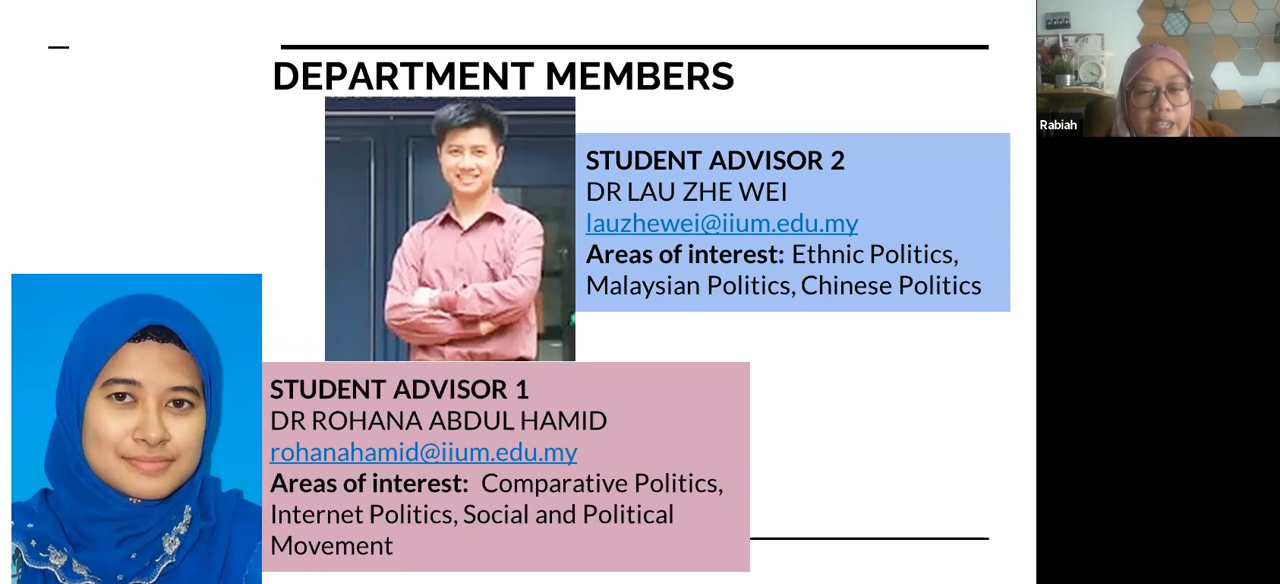 DEPARTMENT MEMBERS
STUDENT ADVISOR 2
DR LAU ZHE WEI
lauzhewei@iium.edu.my
Areas of interest: Ethnic Politics,
Malaysian Politics, Chinese Politics
STUDENT ADVISOR 1
DR ROHANA ABDUL HAMID
rohanahamid@iium.edu.my
Areas of interest: Comparative Politics,
Internet Politics, Social and Political
Movement
Rabiah